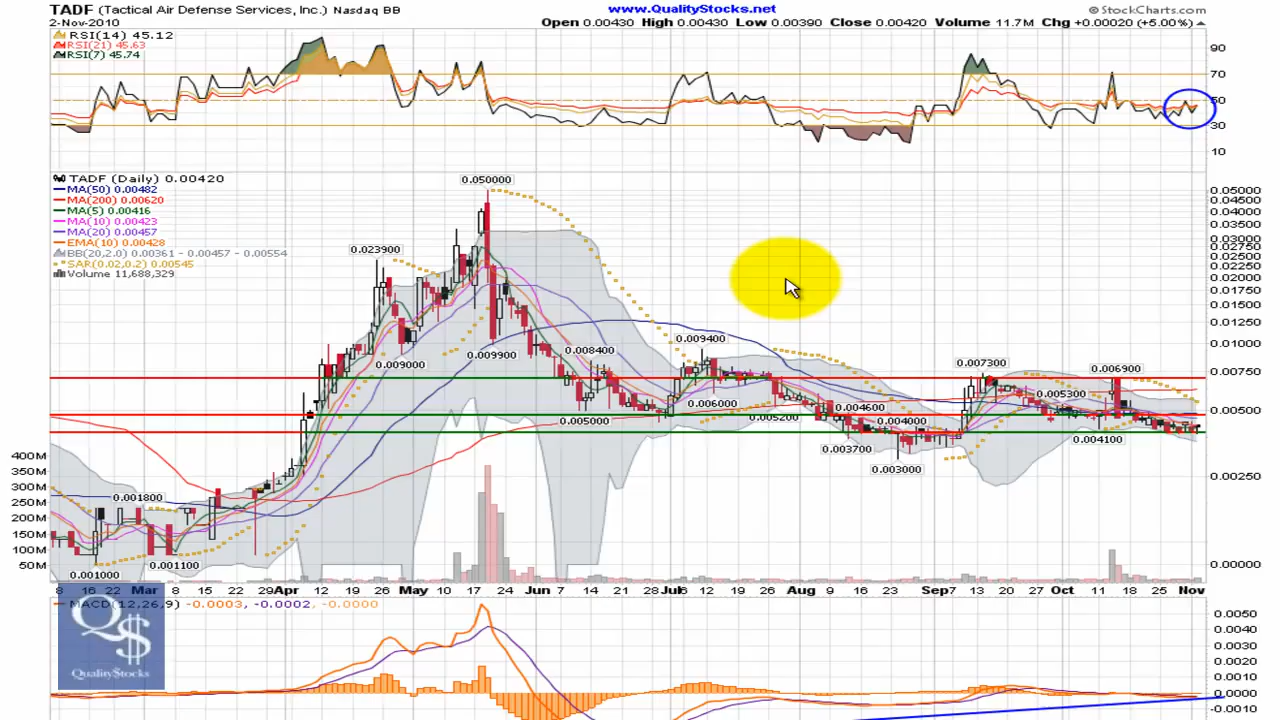 TADF (Tactical Air Defense Services, Inc.) Nasdaq BB
www.QualityStocks.net
© StockCharts.com
2-Nov-2010
Open 0.00430 High 0.00430 Low 0.00390 Close 0.00420 Volume 11.7M Chg +0.00020 (+5.00%)
RSI(14) 45.12
RSI(21) 45.63
RSI(7) 45.74
90
70
50
30
10
TADF (Daily) 0.00420
MA(50) 0.00482
MA(200) 0.00620
MA(5) 0.00416
MA(10) 0.00423
MA(20) 0.00457
EMA(10) 0.00428
BB(20,2.0) 0.00361 - 0.00457 - 0.00554
SAR(0.02,0.2) 0.00545
Volume 11,688,329
0.050000
0.023900
0.009000
0.009900
0.008400
0.005000
0.009400
0.006000
0.005200
0.004600
0.004000
0.003700
0.003000
0.007300
0.005300
0.006900
0.004100
0.001800
0.001000
0.001100
0.05000
0.04500
0.04000
0.03500
0.03000
0.02750
0.02500
0.02250
0.02000
0.01750
0.01500
0.01250
0.01000
0.00750
0.00500
0.00250
0.00000
400M
350M
300M
250M
200M
150M
100M
50M
8 16 22 Mar 8 15 22 29 Apr 12 19 26 May 10 17 24 Jun 7 14 21 28 Jul 6 12 19 26 Aug 9 16 23 Sep 7 13 20 27 Oct 11 18 25 Nov
MACD(12,26,9) -0.0003, -0.0002, -0.0000
0.0050
0.0040
0.0030
0.0020
0.0010
0.0000
-0.0010
Q$
QualityStocks